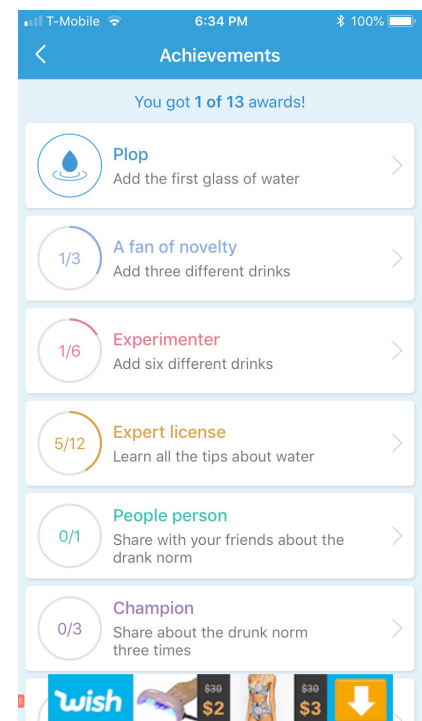 T-Mobile 6:34 PM 100%
Achievements
You got 1 of 13 awards!
Plop
Add the first glass of water
1/3
A fan of novelty
Add three different drinks
1/6
Experimenter
Add six different drinks
5/12
Expert license
Learn all the tips about water
0/1
People person
Share with your friends about the
drank norm
0/3
Champion
Share about the drunk norm
three times
wish
$30
$2
$30
$3